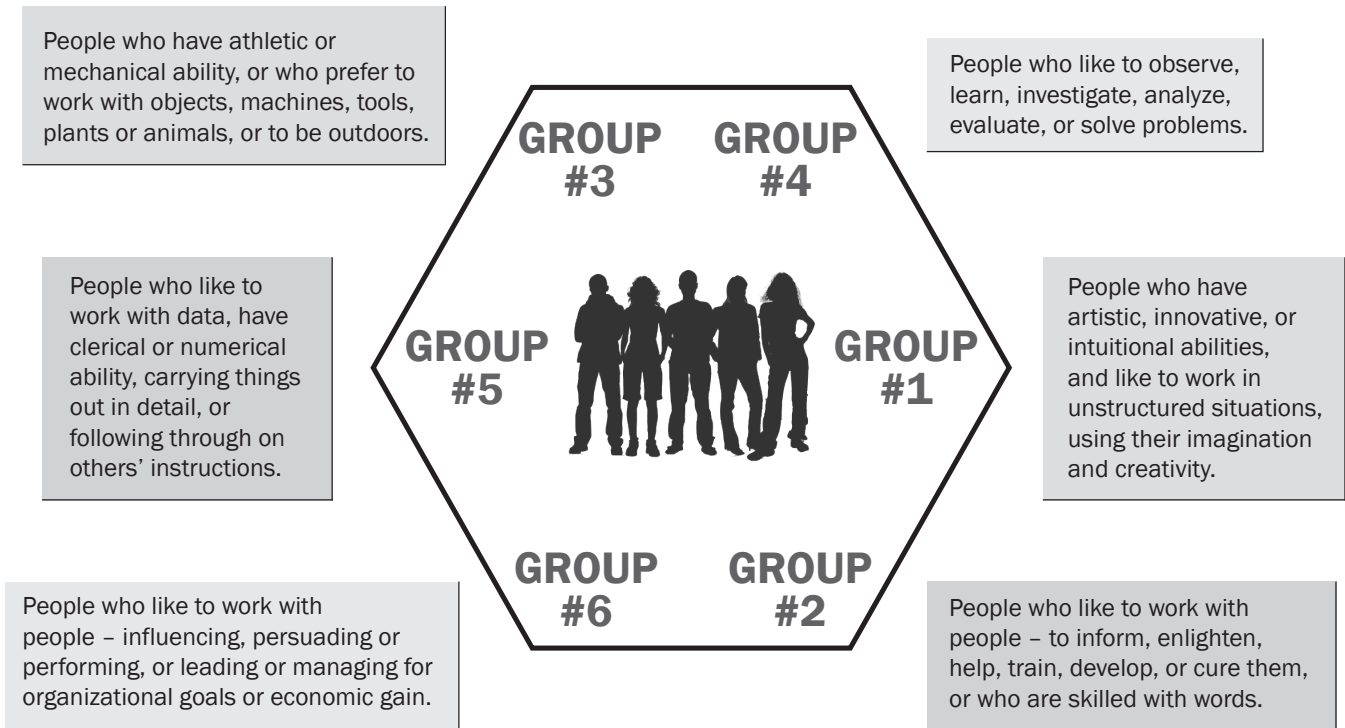 People who have athletic or
mechanical ability, or who prefer to
work with objects, machines, tools,
plants or animals, or to be outdoors.
People who like to observe,
learn, investigate, analyze,
evaluate, or solve problems.
GROUP
#3
GROUP
#4
People who like to
work with data, have
clerical or numerical
ability, carrying things
out in detail, or
following through on
others’ instructions.
GROUP
#5
GROUP
#1
People who have
artistic, innovative, or
intuitional abilities,
and like to work in
unstructured situations,
using their imagination
and creativity.
GROUP
#6
GROUP
#2
People who like to work with
people – influencing, persuading or
performing, or leading or managing for
organizational goals or economic gain.
People who like to work with
people – to inform, enlighten,
help, train, develop, or cure them,
or who are skilled with words.